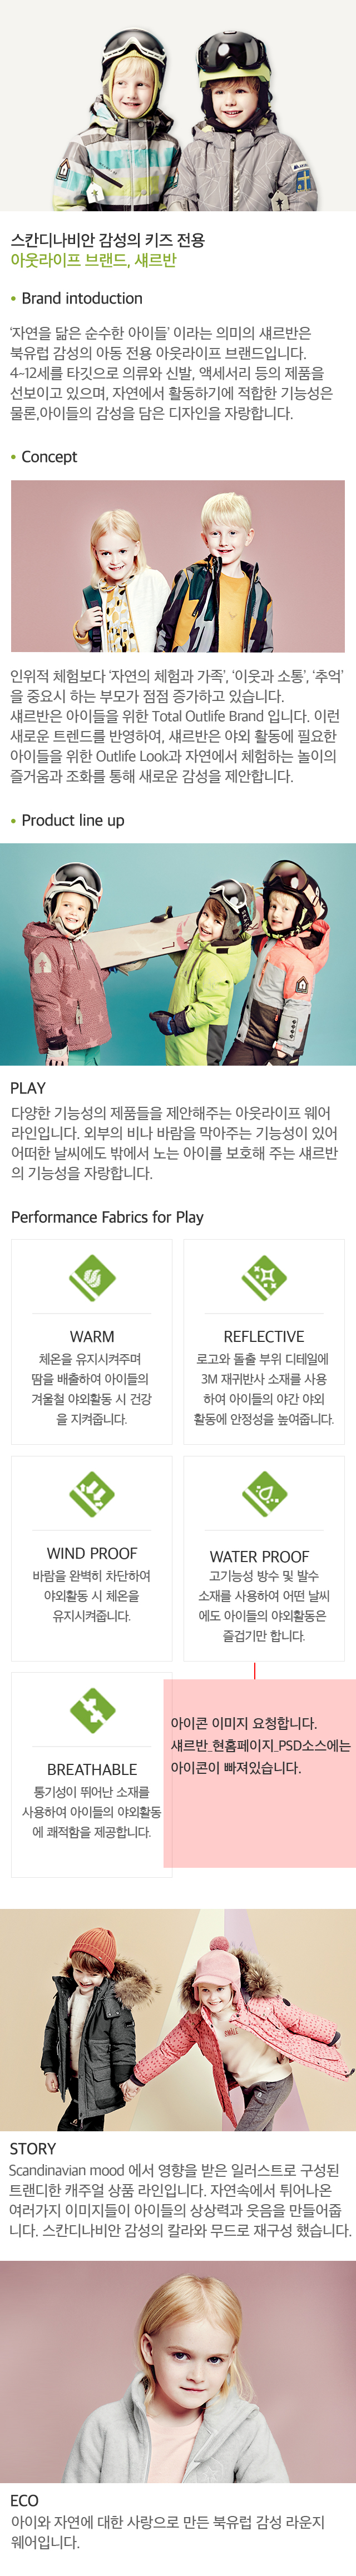 스칸디나비안 감성의 키즈 전용
아웃라이프 브랜드, 섀르반
• Brand intoduction
‘자연을 닮은 순수한 아이들’ 이라는 의미의 섀르반은
북유럽 감성의 아동 전용 아웃라이프 브랜드입니다.
4~12세를 타깃으로 의류와 신발, 액세서리 등의 제품을
선보이고 있으며, 자연에서 활동하기에 적합한 기능성은
물론,아이들의 감성을 담은 디자인을 자랑합니다.
• Concept
인위적 체험보다 ‘자연의 체험과 가족’, ‘이웃과 소통’, ‘추억’
을 중요시 하는 부모가 점점 증가하고 있습니다.
섀르반은 아이들을 위한 Total Outlife Brand 입니다. 이런
새로운 트렌드를 반영하여, 섀르반은 야외 활동에 필요한
아이들을 위한 Outlife Look과 자연에서 체험하는 놀이의
즐거움과 조화를 통해 새로운 감성을 제안합니다.
• Product line up
PLAY
다양한 기능성의 제품들을 제안해주는 아웃라이프 웨어
라인입니다. 외부의 비나 바람을 막아주는 기능성이 있어
어떠한 날씨에도 밖에서 노는 아이를 보호해 주는 섀르반
의 기능성을 자랑합니다.
Performance Fabrics for Play
WARM
체온을 유지시켜주며
땀을 배출하여 아이들의
겨울철 야외활동 시 건강
을 지켜줍니다.
REFLECTIVE
로고와 돌출 부위 디테일에
3M 재귀반사 소재를 사용
하여 아이들의 야간 야외
활동에 안정성을 높여줍니다.
WIND PROOF
바람을 완벽히 차단하여
야외활동 시 체온을
유지시켜줍니다.
WATER PROOF
고기능성 방수 및 발수
소재를 사용하여 어떤 날씨
에도 아이들의 야외활동은
즐겁기만 합니다.
BREATHABLE
통기성이 뛰어난 소재를
사용하여 아이들의 야외활동
에 쾌적함을 제공합니다.
아이콘 이미지 요청합니다.
섀르반_현홈페이지_PSD소스에는
아이콘이 빠져있습니다.
STORY
Scandinavian mood 에서 영향을 받은 일러스트로 구성된
트랜디한 캐주얼 상품 라인입니다. 자연속에서 튀어나온
여러가지 이미지들이 아이들의 상상력과 웃음을 만들어줍
니다. 스칸디나비안 감성의 칼라와 무드로 재구성 했습니다.
ECO
아이와 자연에 대한 사랑으로 만든 북유럽 감성 라운지
웨어입니다.